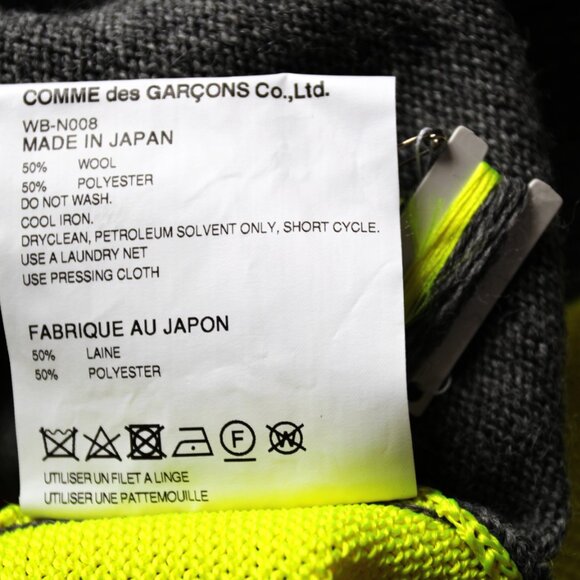 COMME des GARÇONS Co.,Ltd.
WB-N008
MADE IN JAPAN
50% WOOL
50% POLYESTER
DO NOT WASH.
COOL IRON.
DRYCLEAN, PETROLEUM SOLVENT ONLY, SHORT CYCLE.
USE A LAUNDRY NET
USE PRESSING CLOTH
FABRIQUE AU JAPON
50% LAINE
50% POLYESTER
F W
UTILISER UN FILET A LINGE
UTILISER UNE PATTEMOUILLE